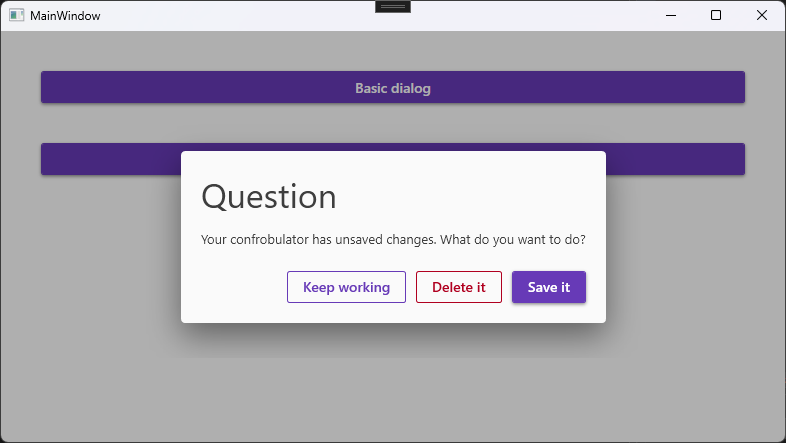 MainWindow
Basic dialog
Question
Your confrobulator has unsaved changes. What do you want to do?
Keep working
Delete it
Save it